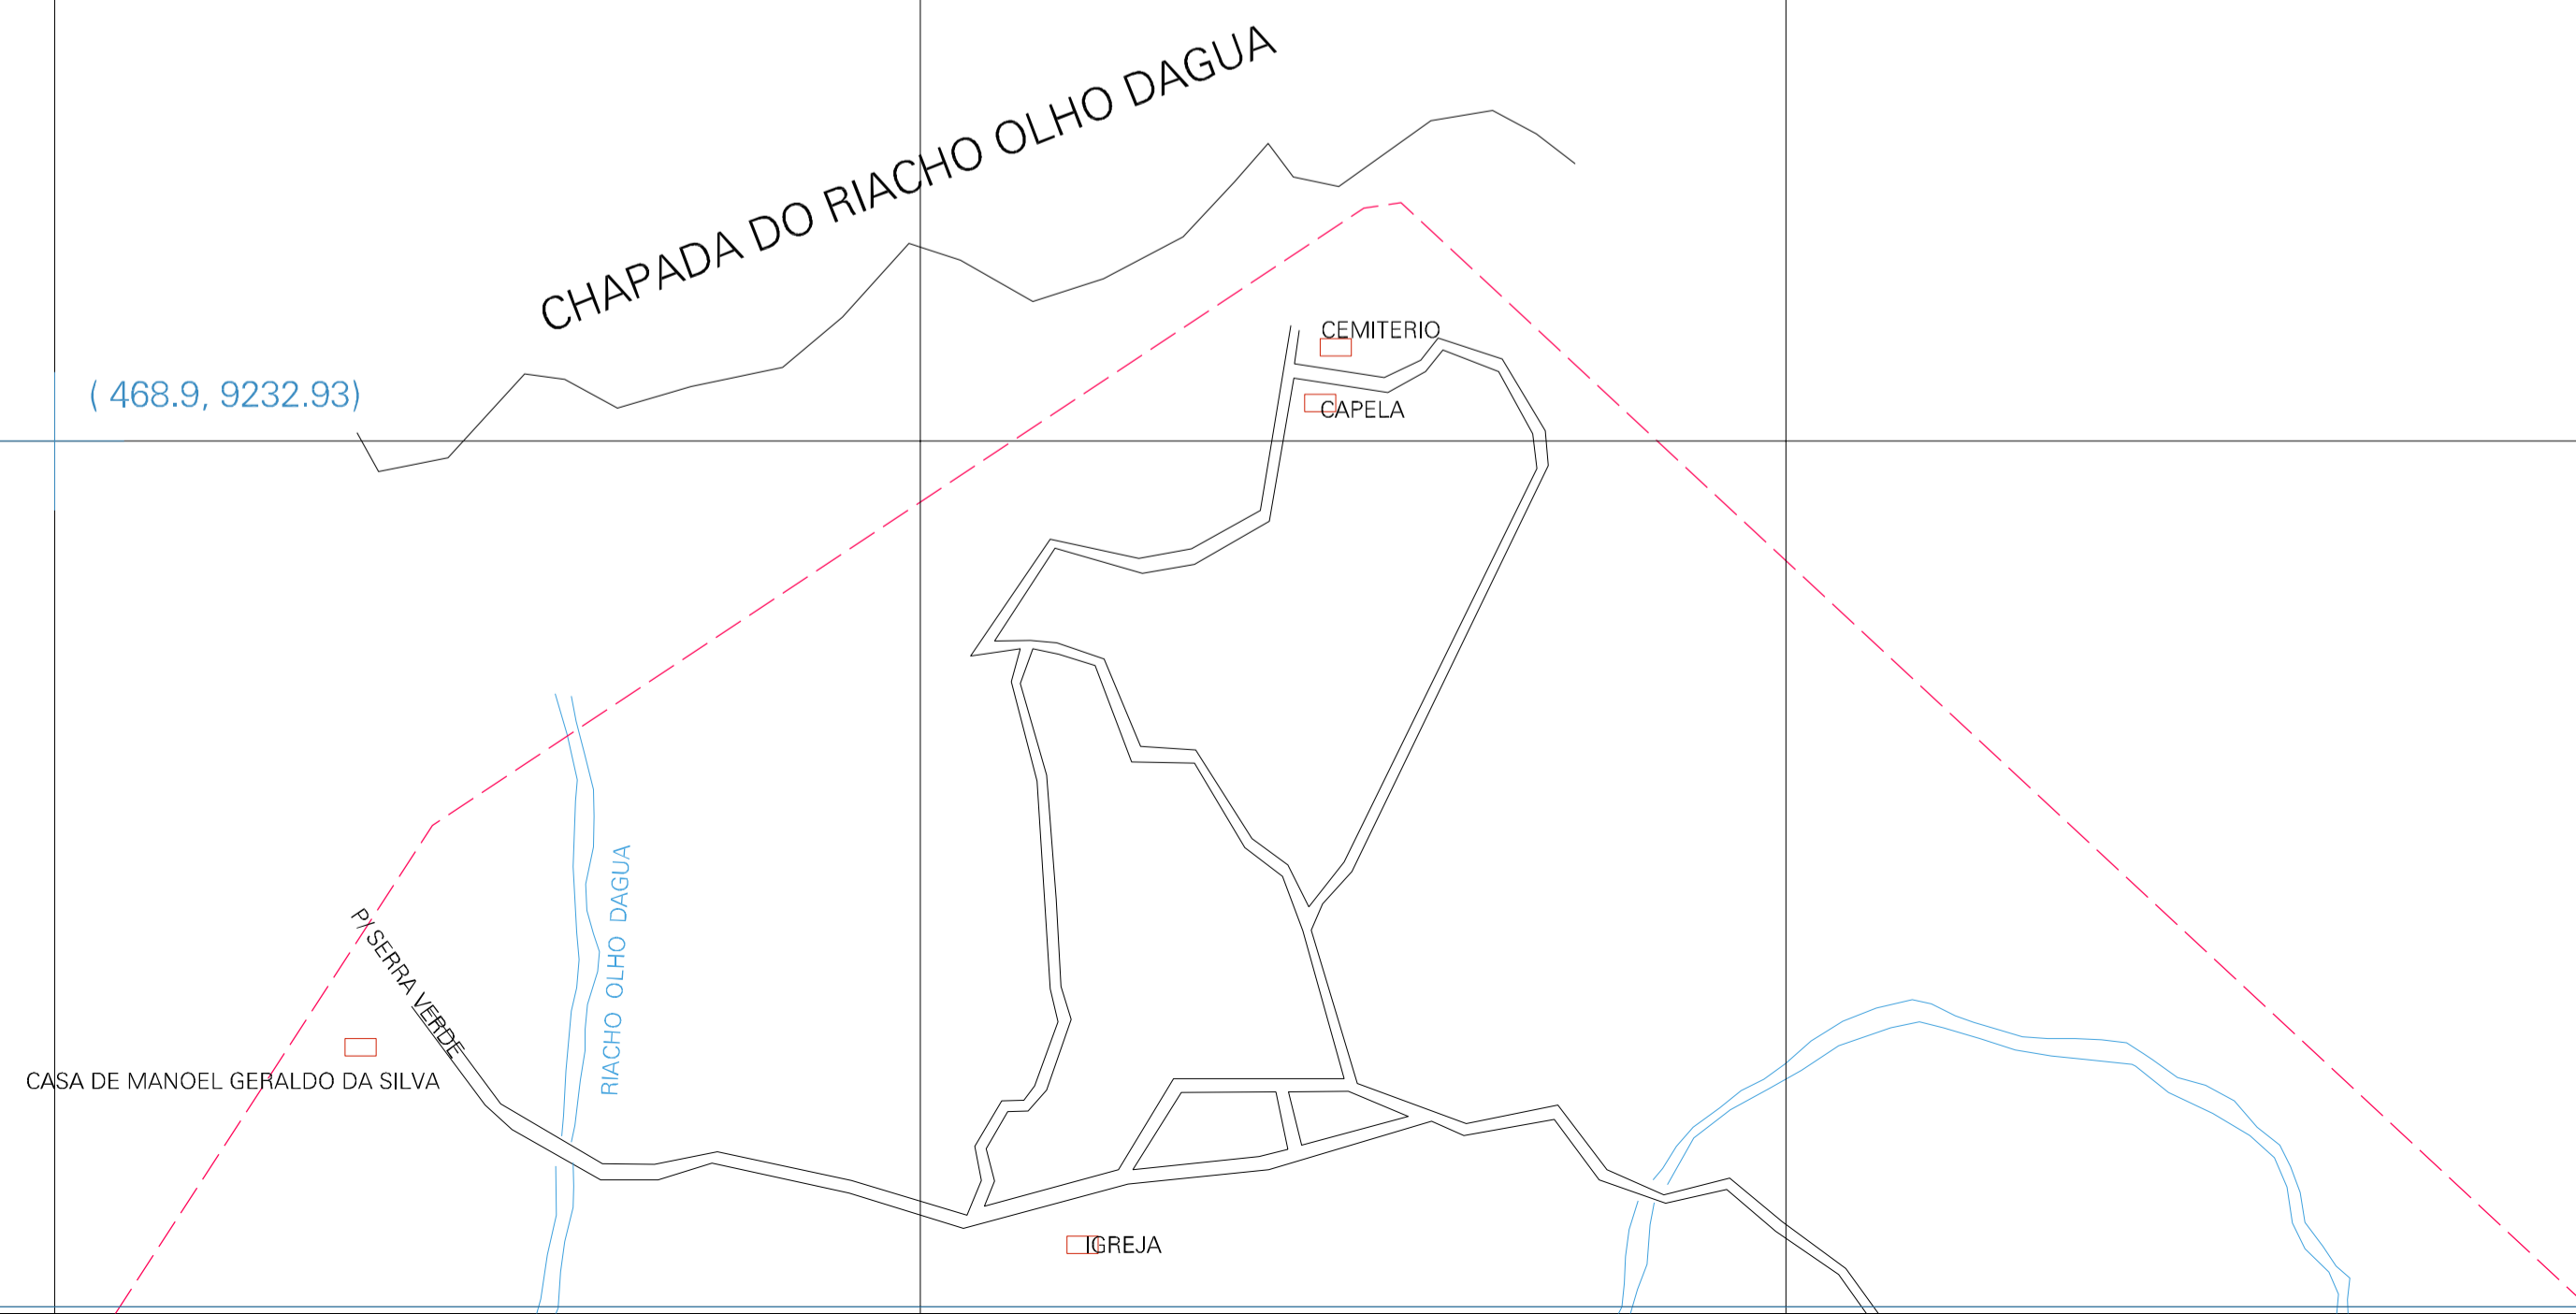 CHAPADA DO RIACHO OLHO DAGUA
CEMITERIO
( 468.9, 9232.93)
CAPELA
RIACHO OLHO DAGUA
P/ SERRA VERDE
CASA DE MANOEL GERALDO DA SILVA
IGREJA